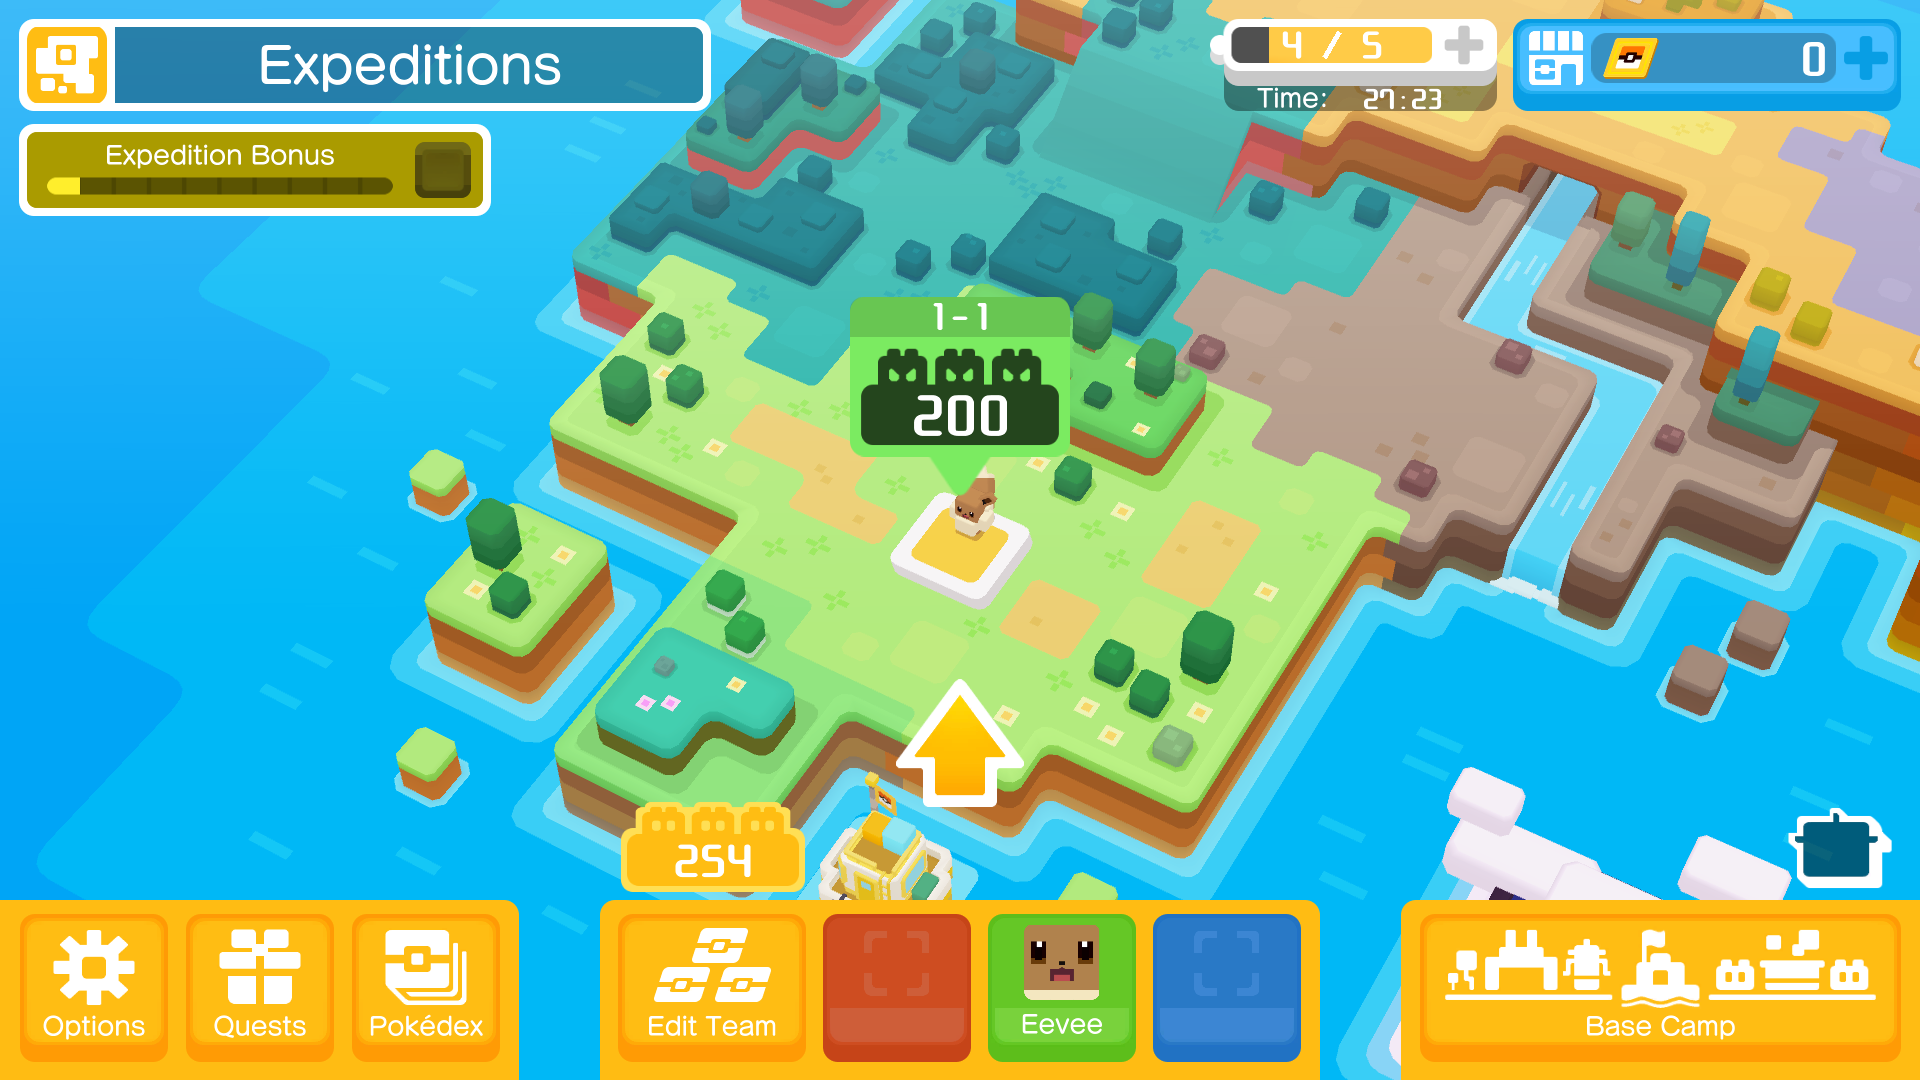 Expeditions
4 / 5
0
Time: 27:23
Expedition Bonus
1-1
200
254
Options
Quests
Pokédex
Edit Team
Eevee
Base Camp